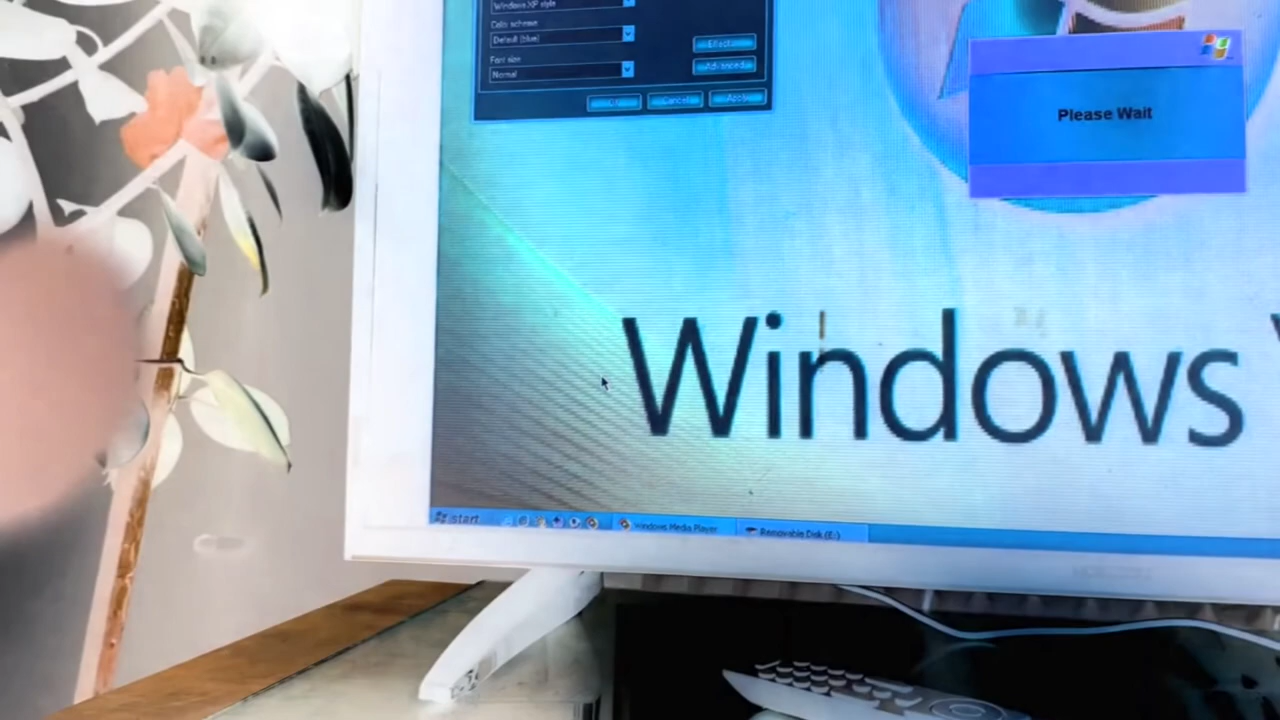 Windows XP style
Color scheme:
Default (blue)
Effects
Font size:
Normal
Advanced
OK
Cancel
Apply
Please Wait
Windows
start
Windows Media Player
Removable Disk (E:)